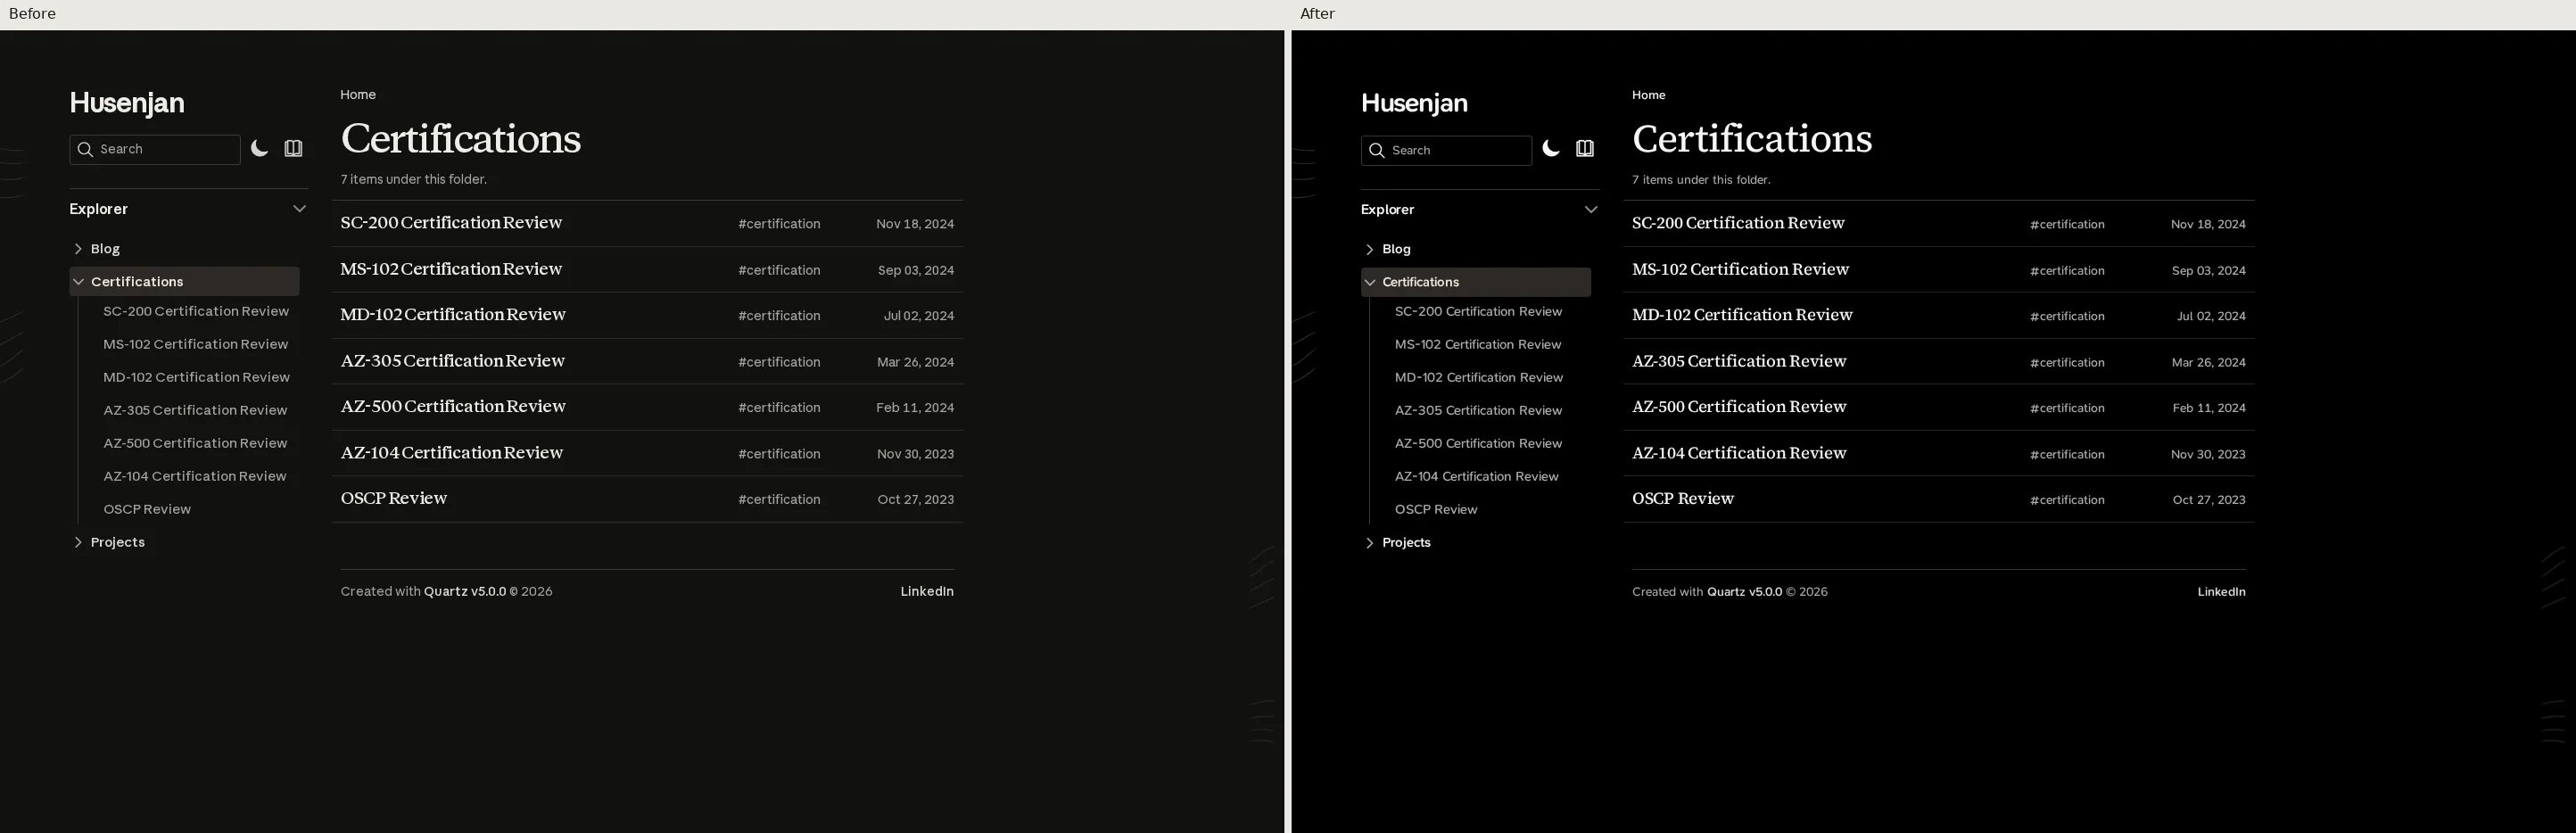 Before
Husenjan
Search
Explorer
Blog
Certifications
SC-200 Certification Review
MS-102 Certification Review
MD-102 Certification Review
AZ-305 Certification Review
AZ-500 Certification Review
AZ-104 Certification Review
OSCP Review
Projects
Home
Certifications
7 items under this folder.
SC-200 Certification Review #certification Nov 18, 2024
MS-102 Certification Review #certification Sep 03, 2024
MD-102 Certification Review #certification Jul 02, 2024
AZ-305 Certification Review #certification Mar 26, 2024
AZ-500 Certification Review #certification Feb 11, 2024
AZ-104 Certification Review #certification Nov 30, 2023
OSCP Review #certification Oct 27, 2023
Created with Quartz v5.0.0 © 2026 LinkedIn
After
Husenjan
Search
Explorer
Blog
Certifications
SC-200 Certification Review
MS-102 Certification Review
MD-102 Certification Review
AZ-305 Certification Review
AZ-500 Certification Review
AZ-104 Certification Review
OSCP Review
Projects
Home
Certifications
7 items under this folder.
SC-200 Certification Review #certification Nov 18, 2024
MS-102 Certification Review #certification Sep 03, 2024
MD-102 Certification Review #certification Jul 02, 2024
AZ-305 Certification Review #certification Mar 26, 2024
AZ-500 Certification Review #certification Feb 11, 2024
AZ-104 Certification Review #certification Nov 30, 2023
OSCP Review #certification Oct 27, 2023
Created with Quartz v5.0.0 © 2026 LinkedIn